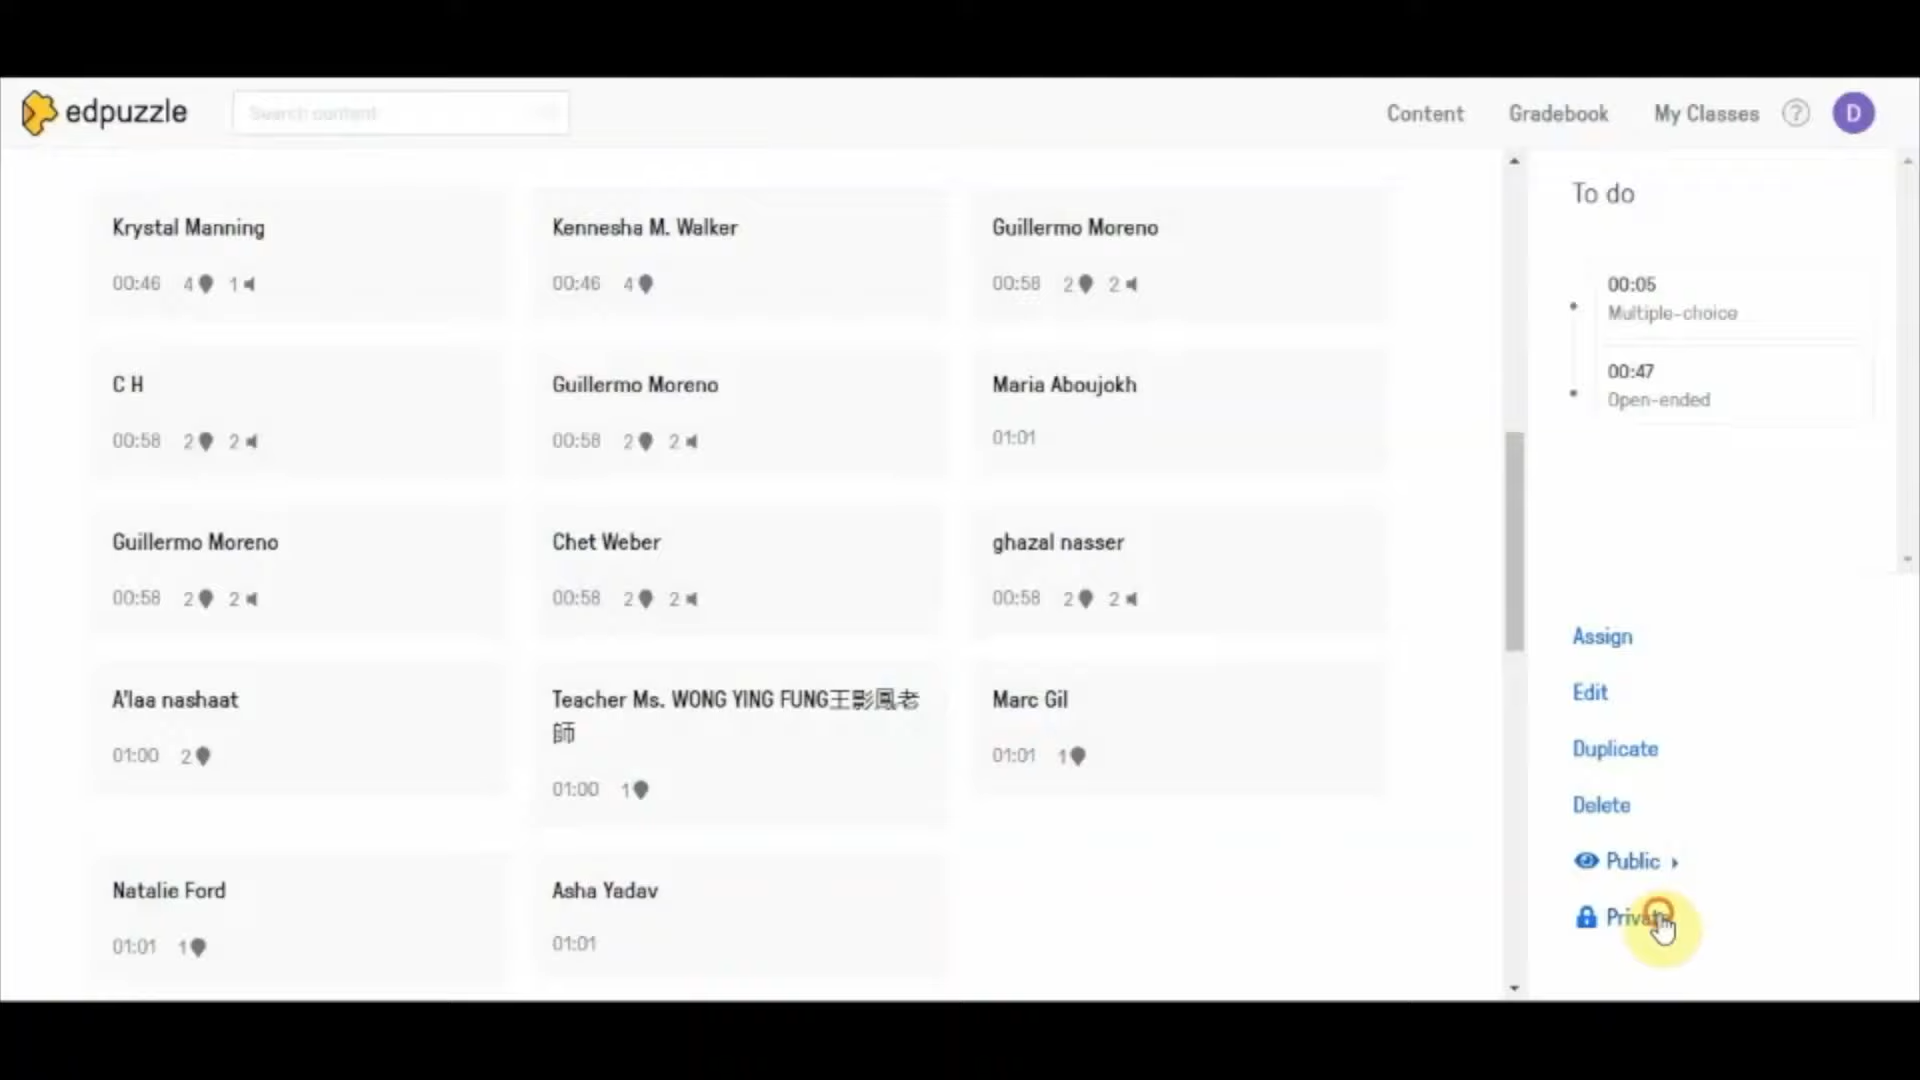 edpuzzle
Search content
Content
Gradebook
My Classes
?
D
Krystal Manning
00:46 4 1
Kennesha M. Walker
00:46 4
Guillermo Moreno
00:58 2 2
C H
00:58 2 2
Guillermo Moreno
00:58 2 2
Maria Aboujokh
01:01
Guillermo Moreno
00:58 2 2
Chet Weber
00:58 2 2
ghazal nasser
00:58 2 2
A'laa nashaat
01:00 2
Teacher Ms. WONG YING FUNG王影鳳老
師
01:00 1
Marc Gil
01:01 1
Natalie Ford
01:01 1
Asha Yadav
01:01
To do
00:05
Multiple-choice
00:47
Open-ended
Assign
Edit
Duplicate
Delete
Public
Private